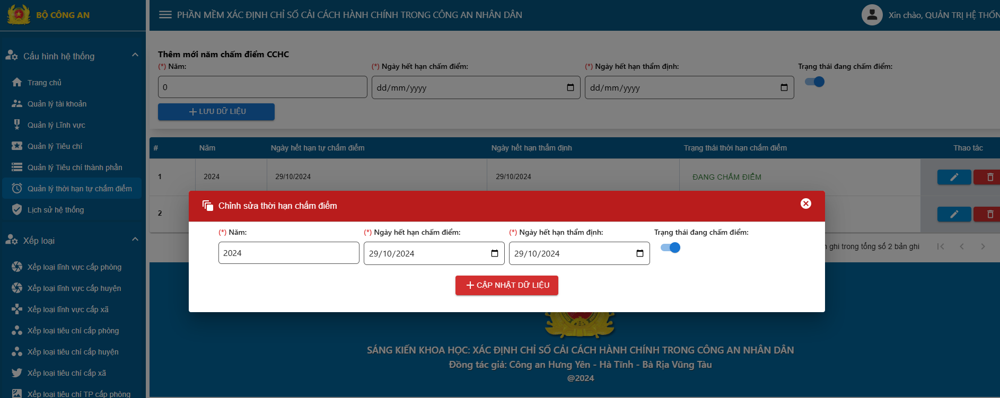 BỘ CÔNG AN
PHẦN MỀM XÁC ĐỊNH CHỈ SỐ CẢI CÁCH HÀNH CHÍNH TRONG CÔNG AN NHÂN DÂN
Xin chào, QUẢN TRỊ HỆ THỐN
Cấu hình hệ thống
Trang chủ
Quản lý tài khoản
Quản lý Lĩnh vực
Quản lý Tiêu chí
Quản lý Tiêu chí thành phần
Quản lý thời hạn tự chấm điểm
Lịch sử hệ thống
Xếp loại
Xếp loại lĩnh vực cấp phòng
Xếp loại lĩnh vực cấp huyện
Xếp loại lĩnh vực cấp xã
Xếp loại tiêu chí cấp phòng
Xếp loại tiêu chí cấp huyện
Xếp loại tiêu chí cấp xã
Xếp loại tiêu chí TP cấp phòng
Thêm mới năm chấm điểm CCHC
(*) Năm: (*) Ngày hết hạn chấm điểm: (*) Ngày hết hạn thẩm định: Trạng thái đang chấm điểm:
0 dd/mm/yyyy dd/mm/yyyy
LƯU DỮ LIỆU
# Năm Ngày hết hạn tự chấm điểm Ngày hết hạn thẩm định Trạng thái thời hạn chấm điểm Thao tác
1 2024 29/10/2024 29/10/2024 ĐANG CHẤM ĐIỂM
2
Chỉnh sửa thời hạn chấm điểm
(*) Năm: (*) Ngày hết hạn chấm điểm: (*) Ngày hết hạn thẩm định: Trạng thái đang chấm điểm:
2024 29/10/2024 29/10/2024
CẬP NHẬT DỮ LIỆU
ghi trong tổng số 2 bản ghi
SÁNG KIẾN KHOA HỌC: XÁC ĐỊNH CHỈ SỐ CẢI CÁCH HÀNH CHÍNH TRONG CÔNG AN NHÂN DÂN
Đồng tác giả: Công an Hưng Yên - Hà Tĩnh - Bà Rịa Vũng Tàu
@2024